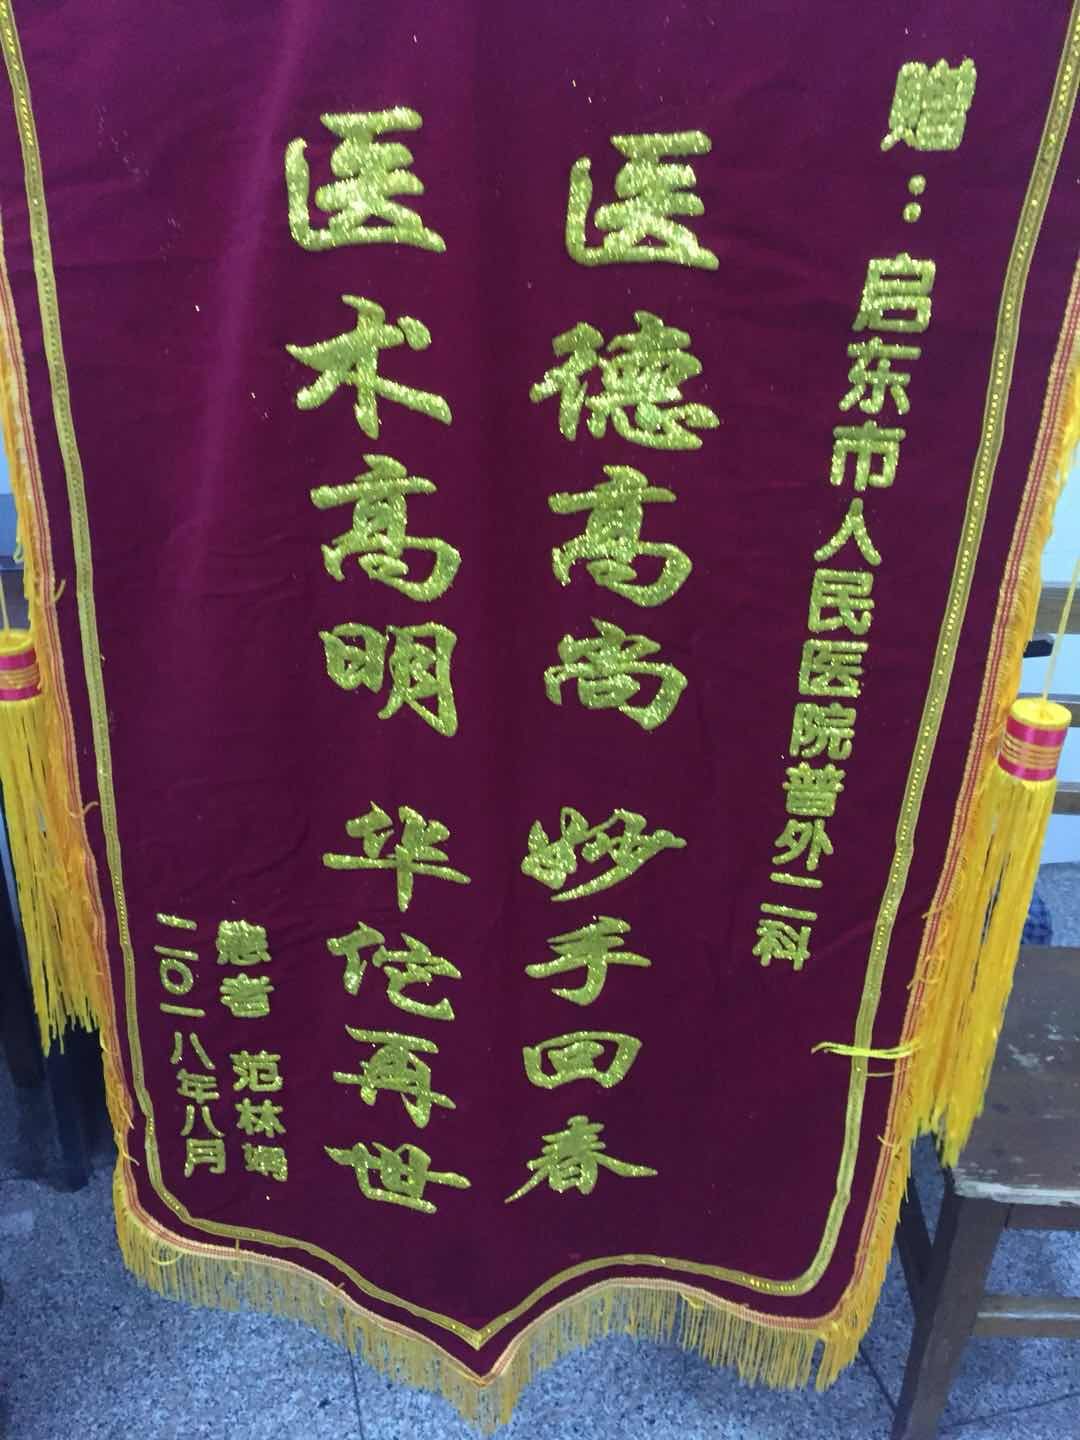 赠：启东市人民医院普外二科
医德高尚 妙手回春
医术高明 华佗再世
患者 范林娟
二〇一八年八月